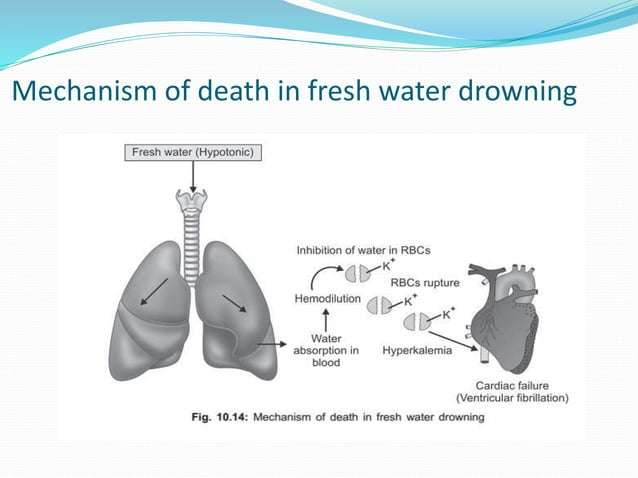 Mechanism of death in fresh water drowning
Fresh water (Hypotonic)
Inhibition of water in RBCs
K+
RBCs rupture
Hemodilution
K+
K+
Water
absorption in
blood
Hyperkalemia
Cardiac failure
(Ventricular fibrillation)
Fig. 10.14: Mechanism of death in fresh water drowning